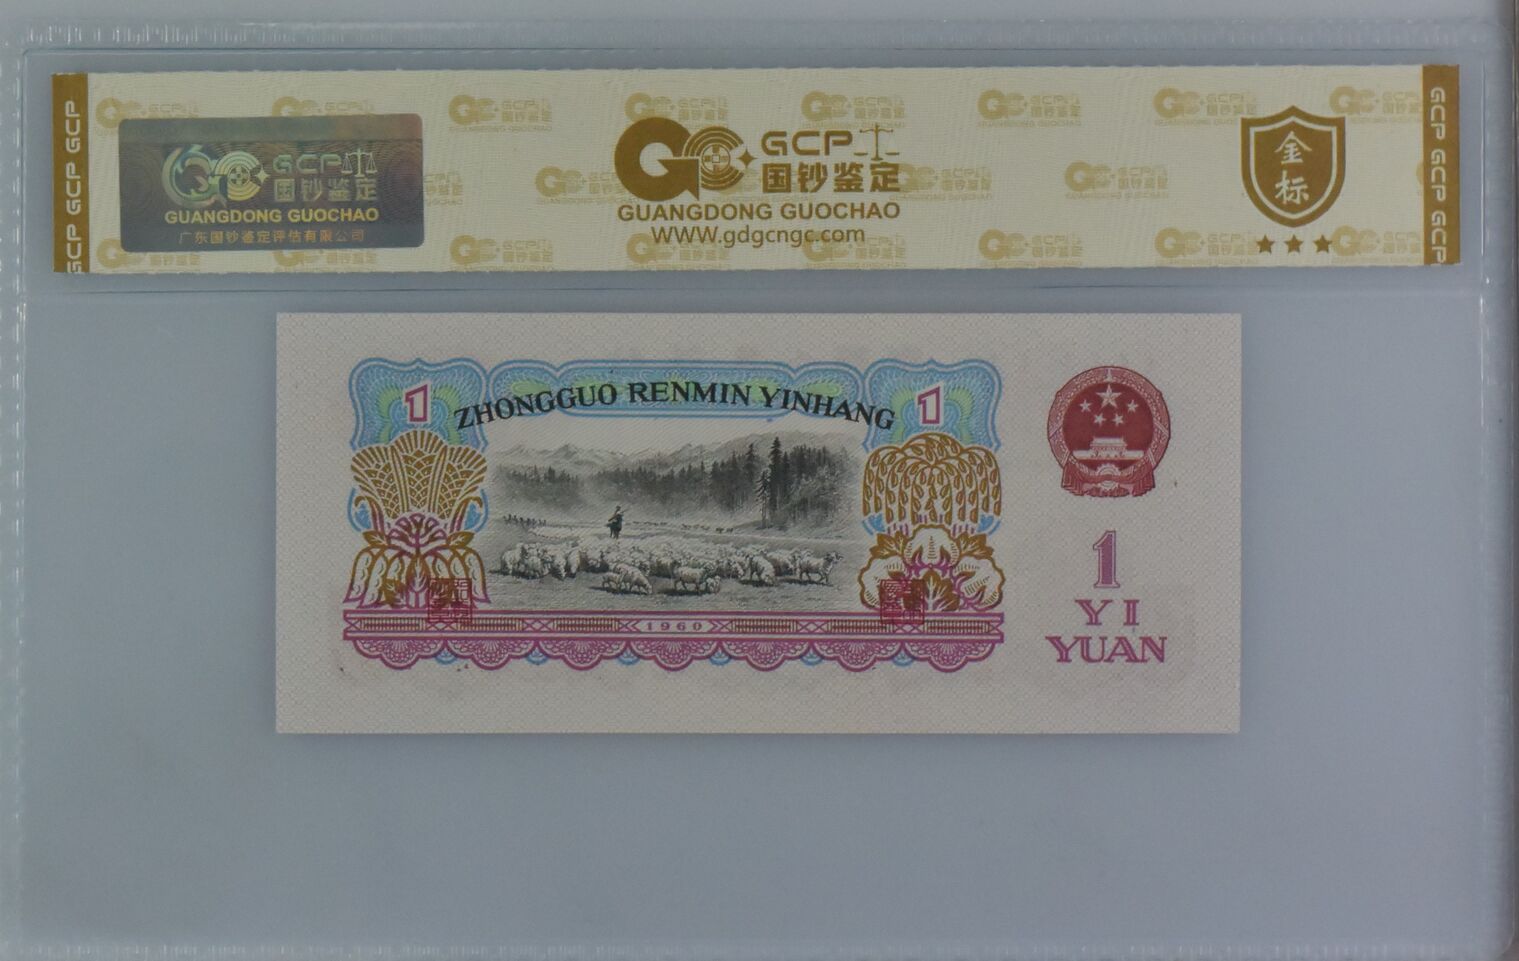 GCP GCP GCP
GCP
国钞鉴定
GUANGDONG GUOCHAO
广东国钞鉴定评估有限公司
GCP
国钞鉴定
GUANGDONG GUOCHAO
WWW.gdgcngc.com
金标
GCP GCP GCP
ZHONGGUO RENMIN YINHANG
1
1
1960
1
YI
YUAN